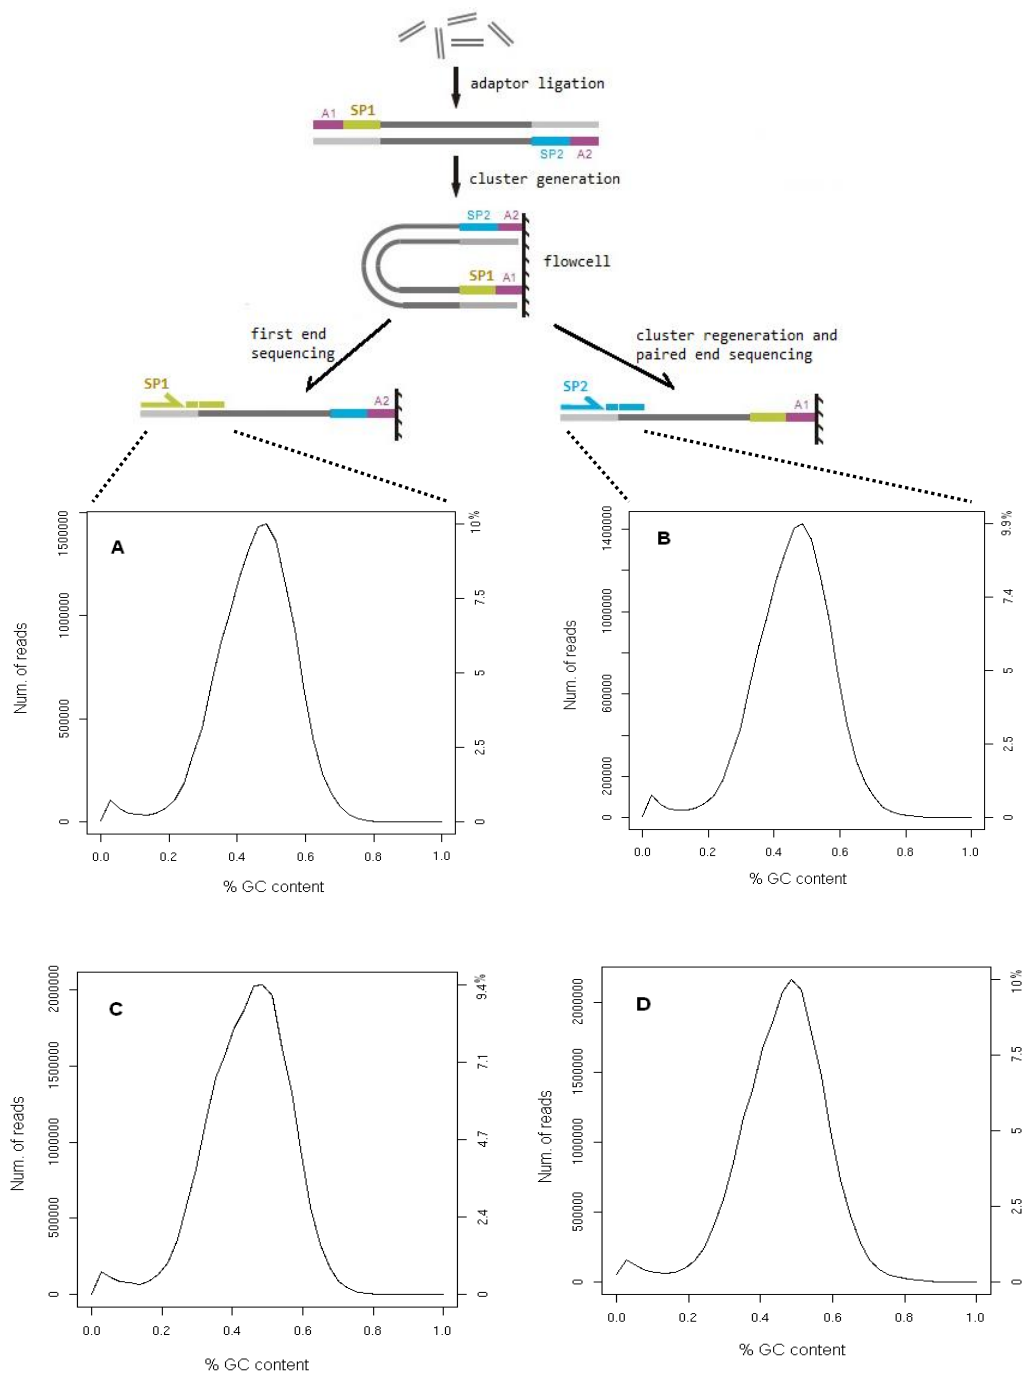 adaptor ligation
A1 SP1
SP2 A2
cluster generation
SP2 A2
flowcell
SP1 A1
first end
sequencing
cluster regeneration and
paired end sequencing
SP1
A2
SP2
A1
A
Num. of reads
0 500000 1000000 1500000
0 2.5 5 7.5 10%
0.0 0.2 0.4 0.6 0.8 1.0
% GC content
B
Num. of reads
0 200000 600000 1000000 1400000
0 2.5 5 7.4 9.9%
0.0 0.2 0.4 0.6 0.8 1.0
% GC content
C
Num. of reads
0 500000 1000000 1500000 2000000
0 2.4 4.7 7.1 9.4%
0.0 0.2 0.4 0.6 0.8 1.0
% GC content
D
Num. of reads
0 500000 1000000 1500000 2000000
0 2.5 5 7.5 10%
0.0 0.2 0.4 0.6 0.8 1.0
% GC content